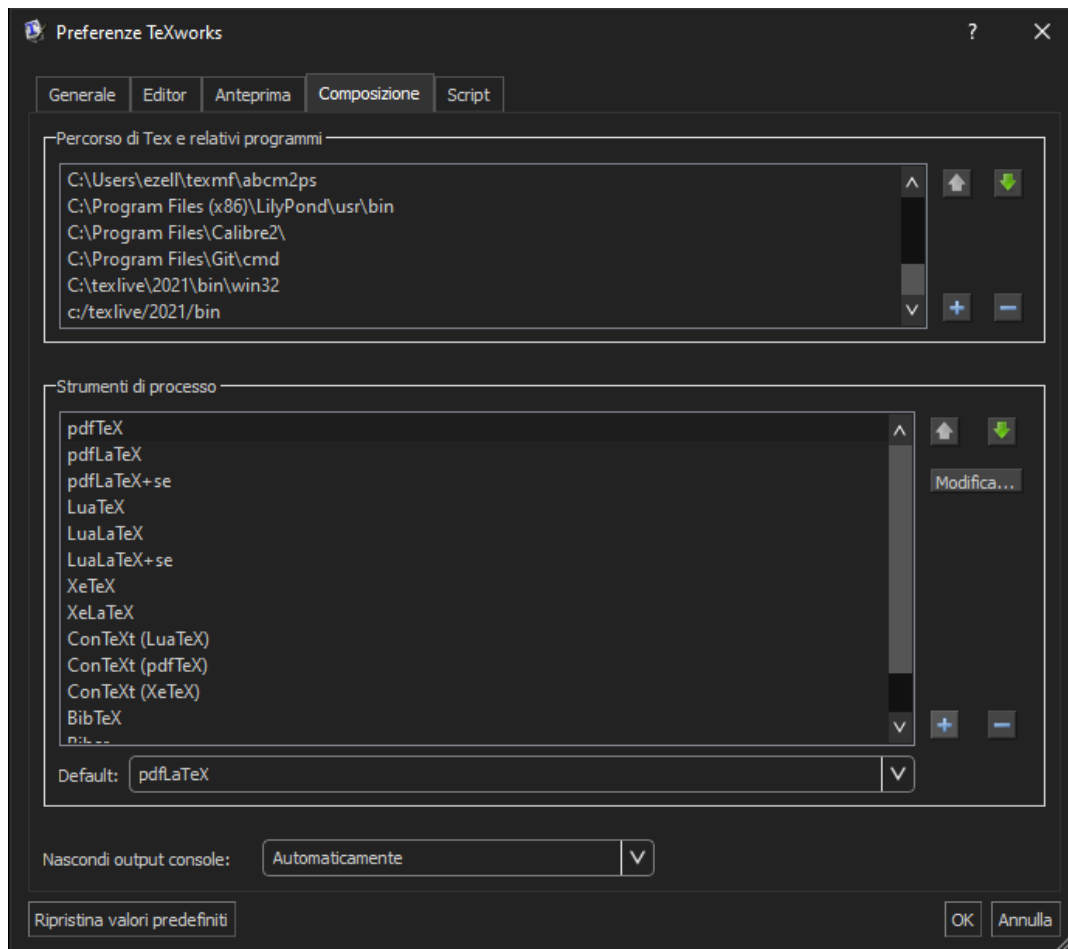 Preferenze TeXworks
?
Generale Editor Anteprima Composizione Script
Percorso di Tex e relativi programmi
C:\Users\ezell\texmf\abcm2ps
C:\Program Files (x86)\LilyPond\usr\bin
C:\Program Files\Calibre2\
C:\Program Files\Git\cmd
C:\texlive\2021\bin\win32
c:/texlive/2021/bin
Strumenti di processo
pdfTeX
pdfLaTeX
pdfLaTeX+se
Modifica...
LuaTeX
LuaLaTeX
LuaLaTeX+se
XeTeX
XeLaTeX
ConTeXt (LuaTeX)
ConTeXt (pdfTeX)
ConTeXt (XeTeX)
BibTeX
Default: pdfLaTeX
Nascondi output console: Automaticamente
Ripristina valori predefiniti OK Annulla